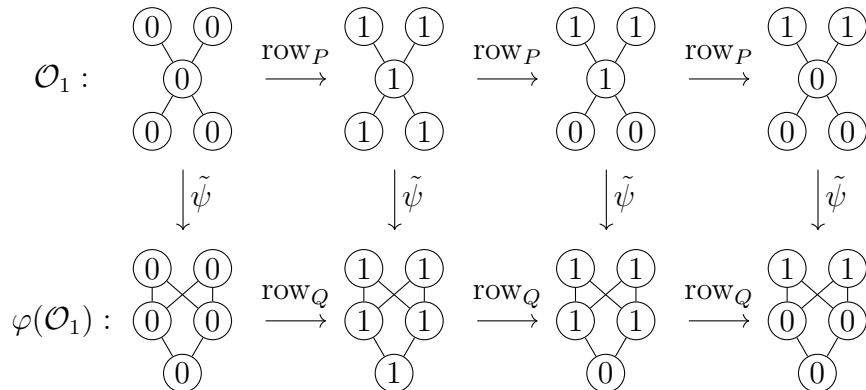 row_P row_P row_P
0 0 1 1 1 1 1 1
𝒪₁ : 0 1 1 0
0 0 1 1 0 0 0 0
ψ̃ ψ̃ ψ̃ ψ̃
0 0 1 1 1 1 1 1
row_Q row_Q row_Q
φ(𝒪₁) : 0 0 1 1 1 1 0 0
0 1 0 0